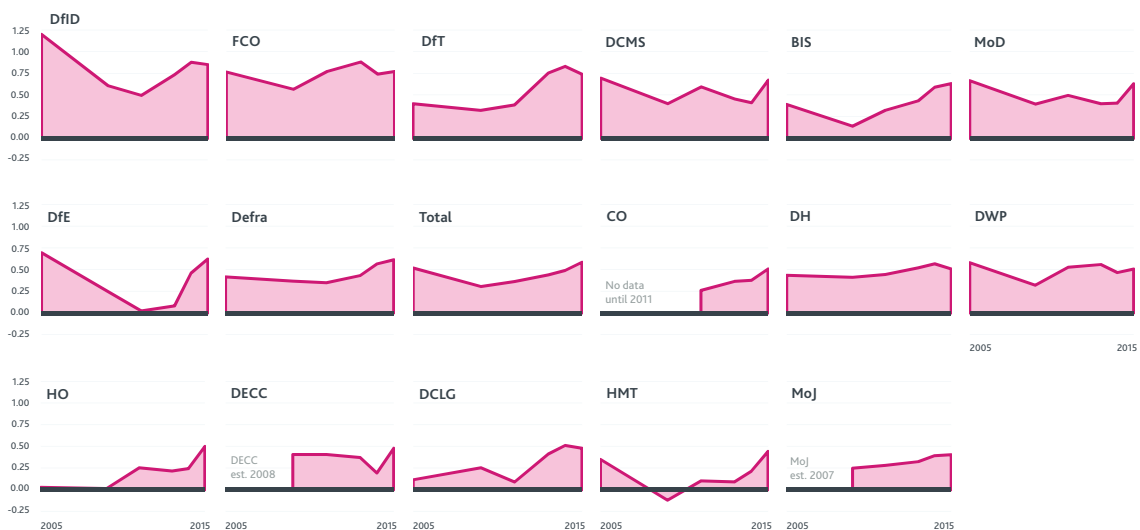 DfID
FCO
DfT
DCMS
BIS
MoD
1.25
1.00
0.75
0.50
0.25
0.00
-0.25
DfE
Defra
Total
CO
DH
DWP
1.25
1.00
0.75
0.50
0.25
0.00
-0.25
No data
until 2011
2005
2015
HO
DECC
DCLG
HMT
MoJ
1.25
1.00
0.75
0.50
0.25
0.00
-0.25
DECC
est. 2008
MoJ
est. 2007
2005
2015
2005
2015
2005
2015
2005
2015
2005
2015